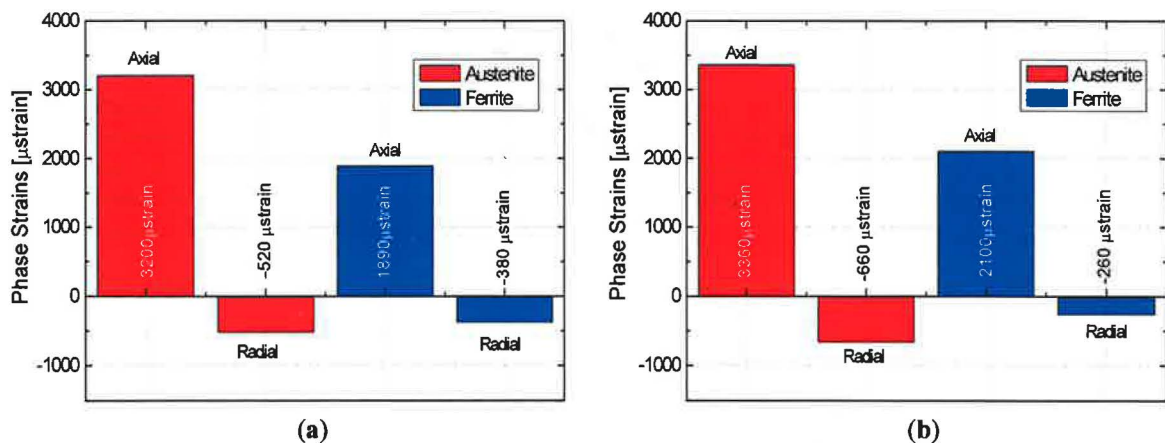 4000
3000
2000
1000
0
-1000
Phase Strains [μstrain]
Axial
3200μstrain
-520 μstrain
Radial
Axial
1890μstrain
-380 μstrain
Radial
Austenite
Ferrite
(a)
4000
3000
2000
1000
0
-1000
Phase Strains [μstrain]
Axial
3360μstrain
-660 μstrain
Radial
Axial
2100μstrain
-260 μstrain
Radial
Austenite
Ferrite
(b)